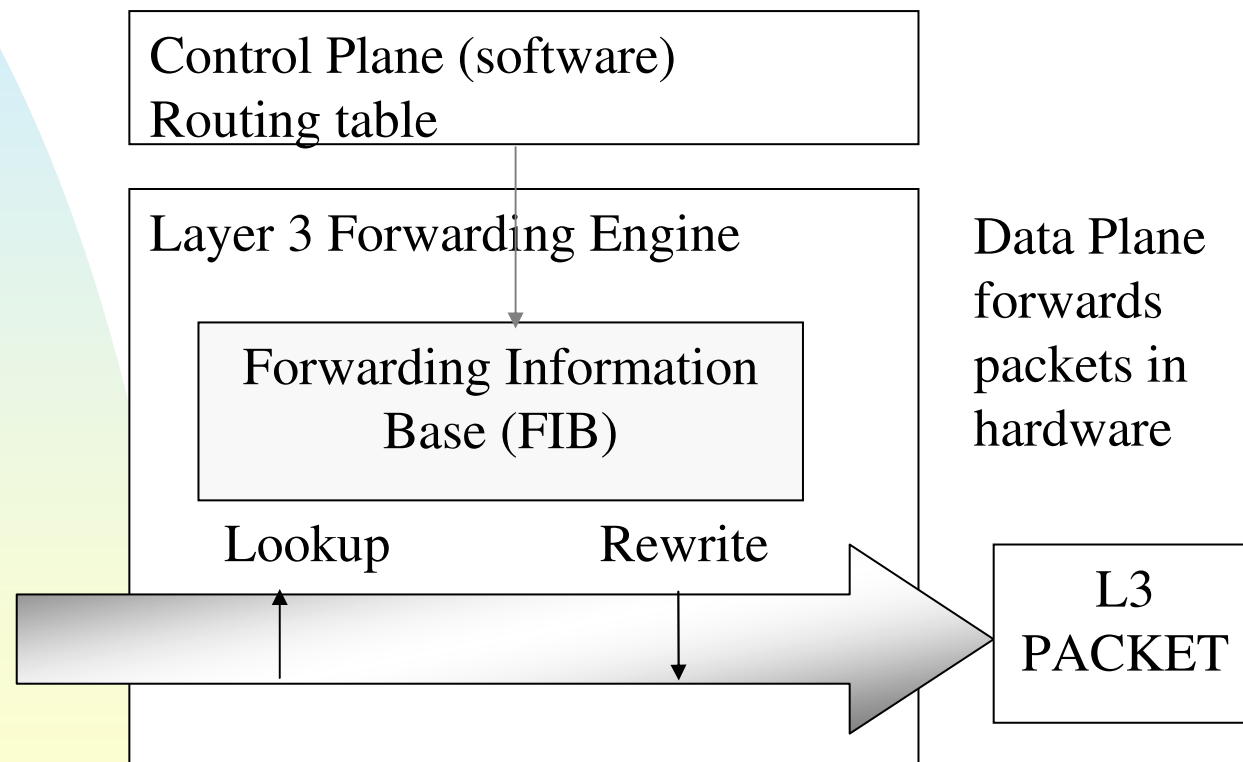 Control Plane (software)
Routing table
Layer 3 Forwarding Engine
Data Plane
forwards
packets in
hardware
Forwarding Information
Base (FIB)
Lookup
Rewrite
L3
PACKET